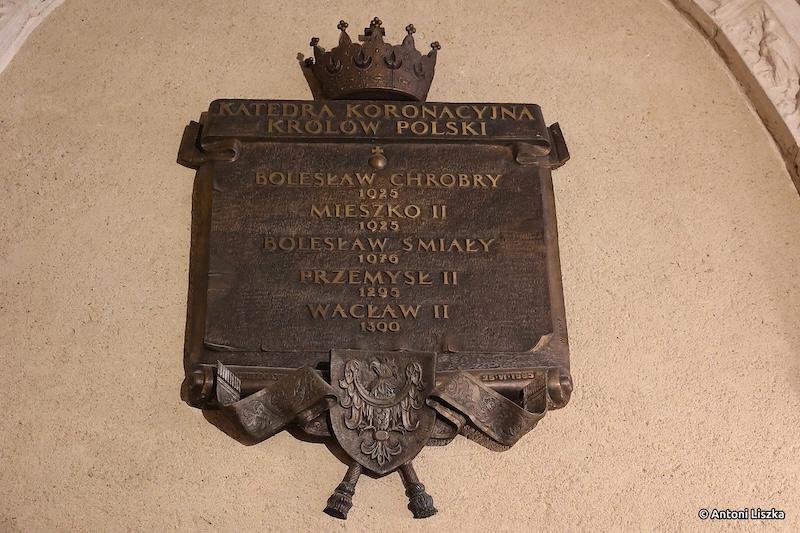 KATEDRA KORONACYJNA
KRÓLÓW POLSKI
BOLESŁAW CHROBRY
1025
MIESZKO II
1025
BOLESŁAW ŚMIAŁY
1076
PRZEMYSŁ II
1295
WACŁAW II
1300
© Antoni Liszka